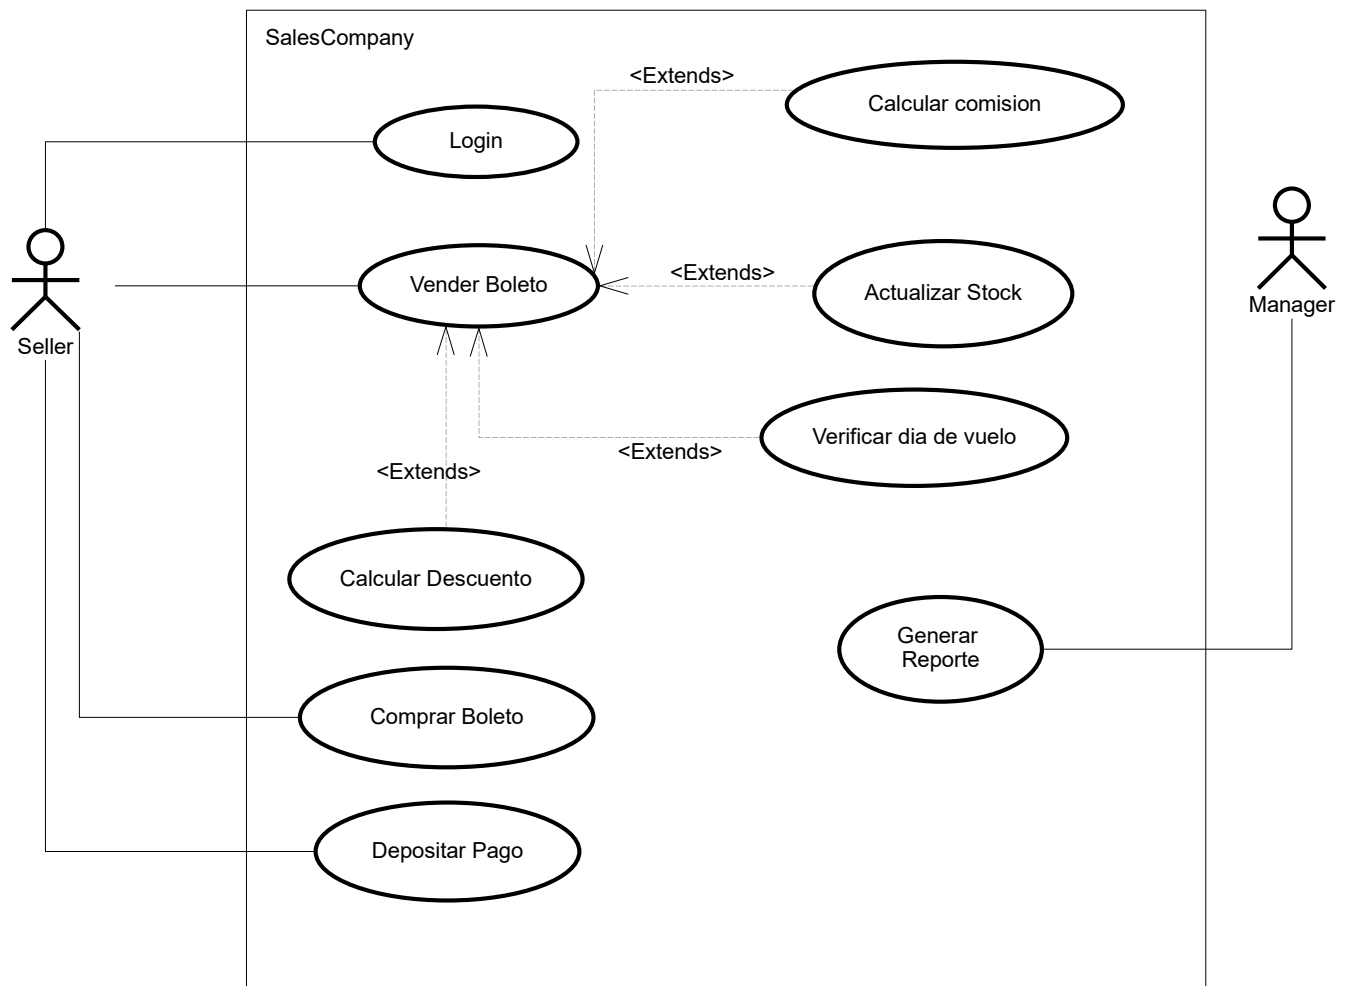 SalesCompany
<Extends>
Calcular comision
Login
<Extends>
Vender Boleto
Actualizar Stock
Manager
Seller
Verificar dia de vuelo
<Extends>
<Extends>
Calcular Descuento
Generar
Reporte
Comprar Boleto
Depositar Pago